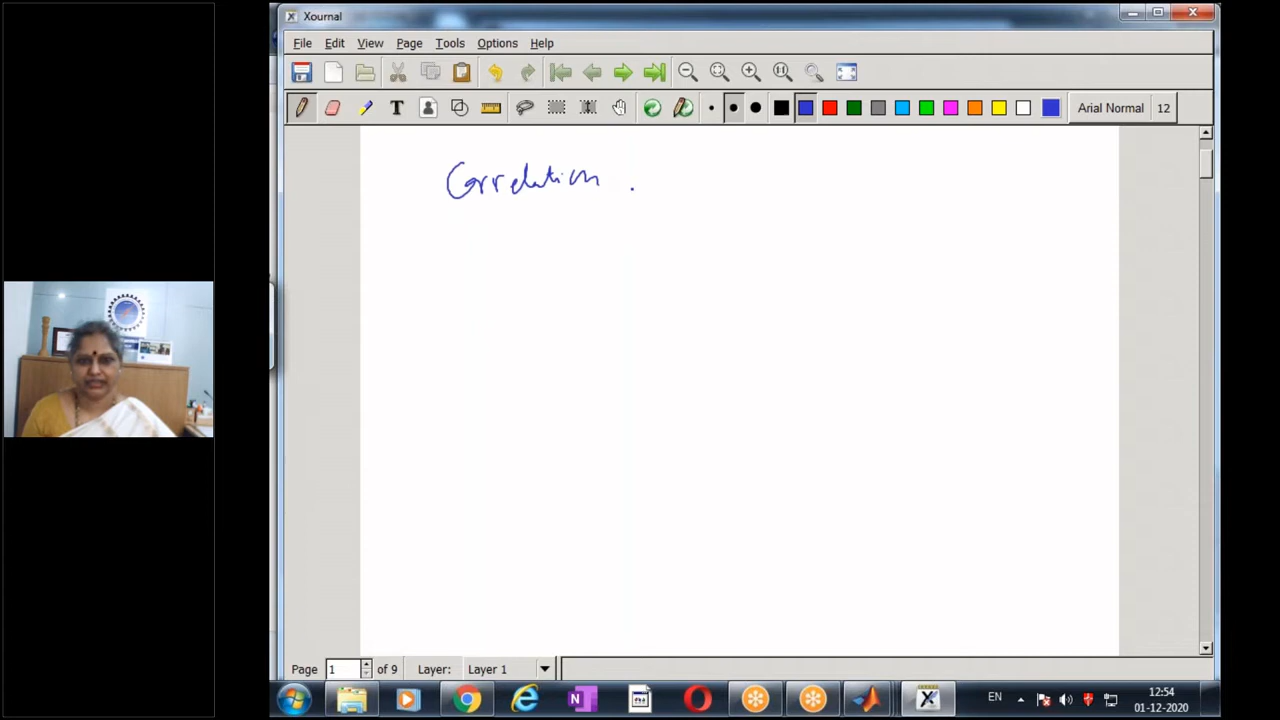 Xournal
File Edit View Page Tools Options Help
Arial Normal 12
Correlation .
Page 1 of 9 Layer: Layer 1
EN 12:54
01-12-2020